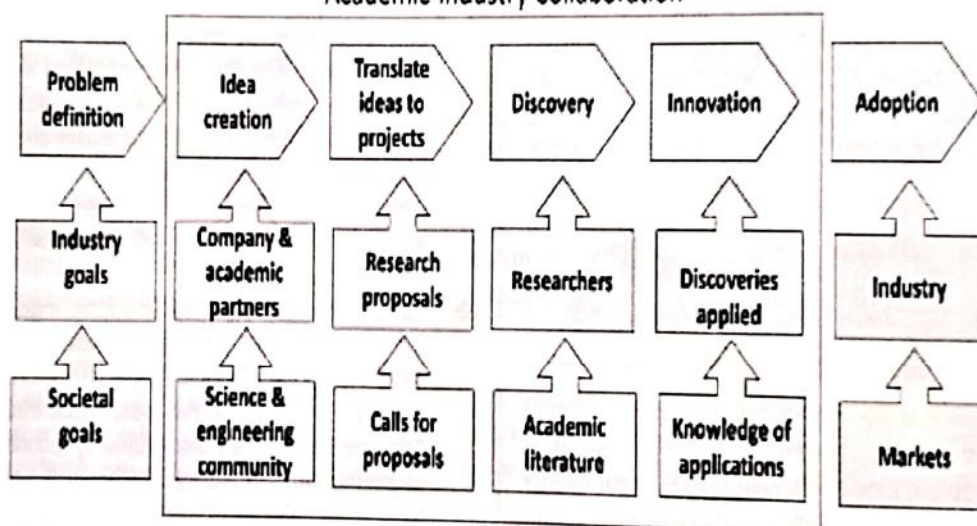 Academic Industry Collaboration
Problem
definition
Idea
creation
Translate
ideas to
projects
Discovery
Innovation
Adoption
Industry
goals
Company &
academic
partners
Research
proposals
Researchers
Discoveries
applied
Industry
Societal
goals
Science &
engineering
community
Calls for
proposals
Academic
literature
Knowledge of
applications
Markets